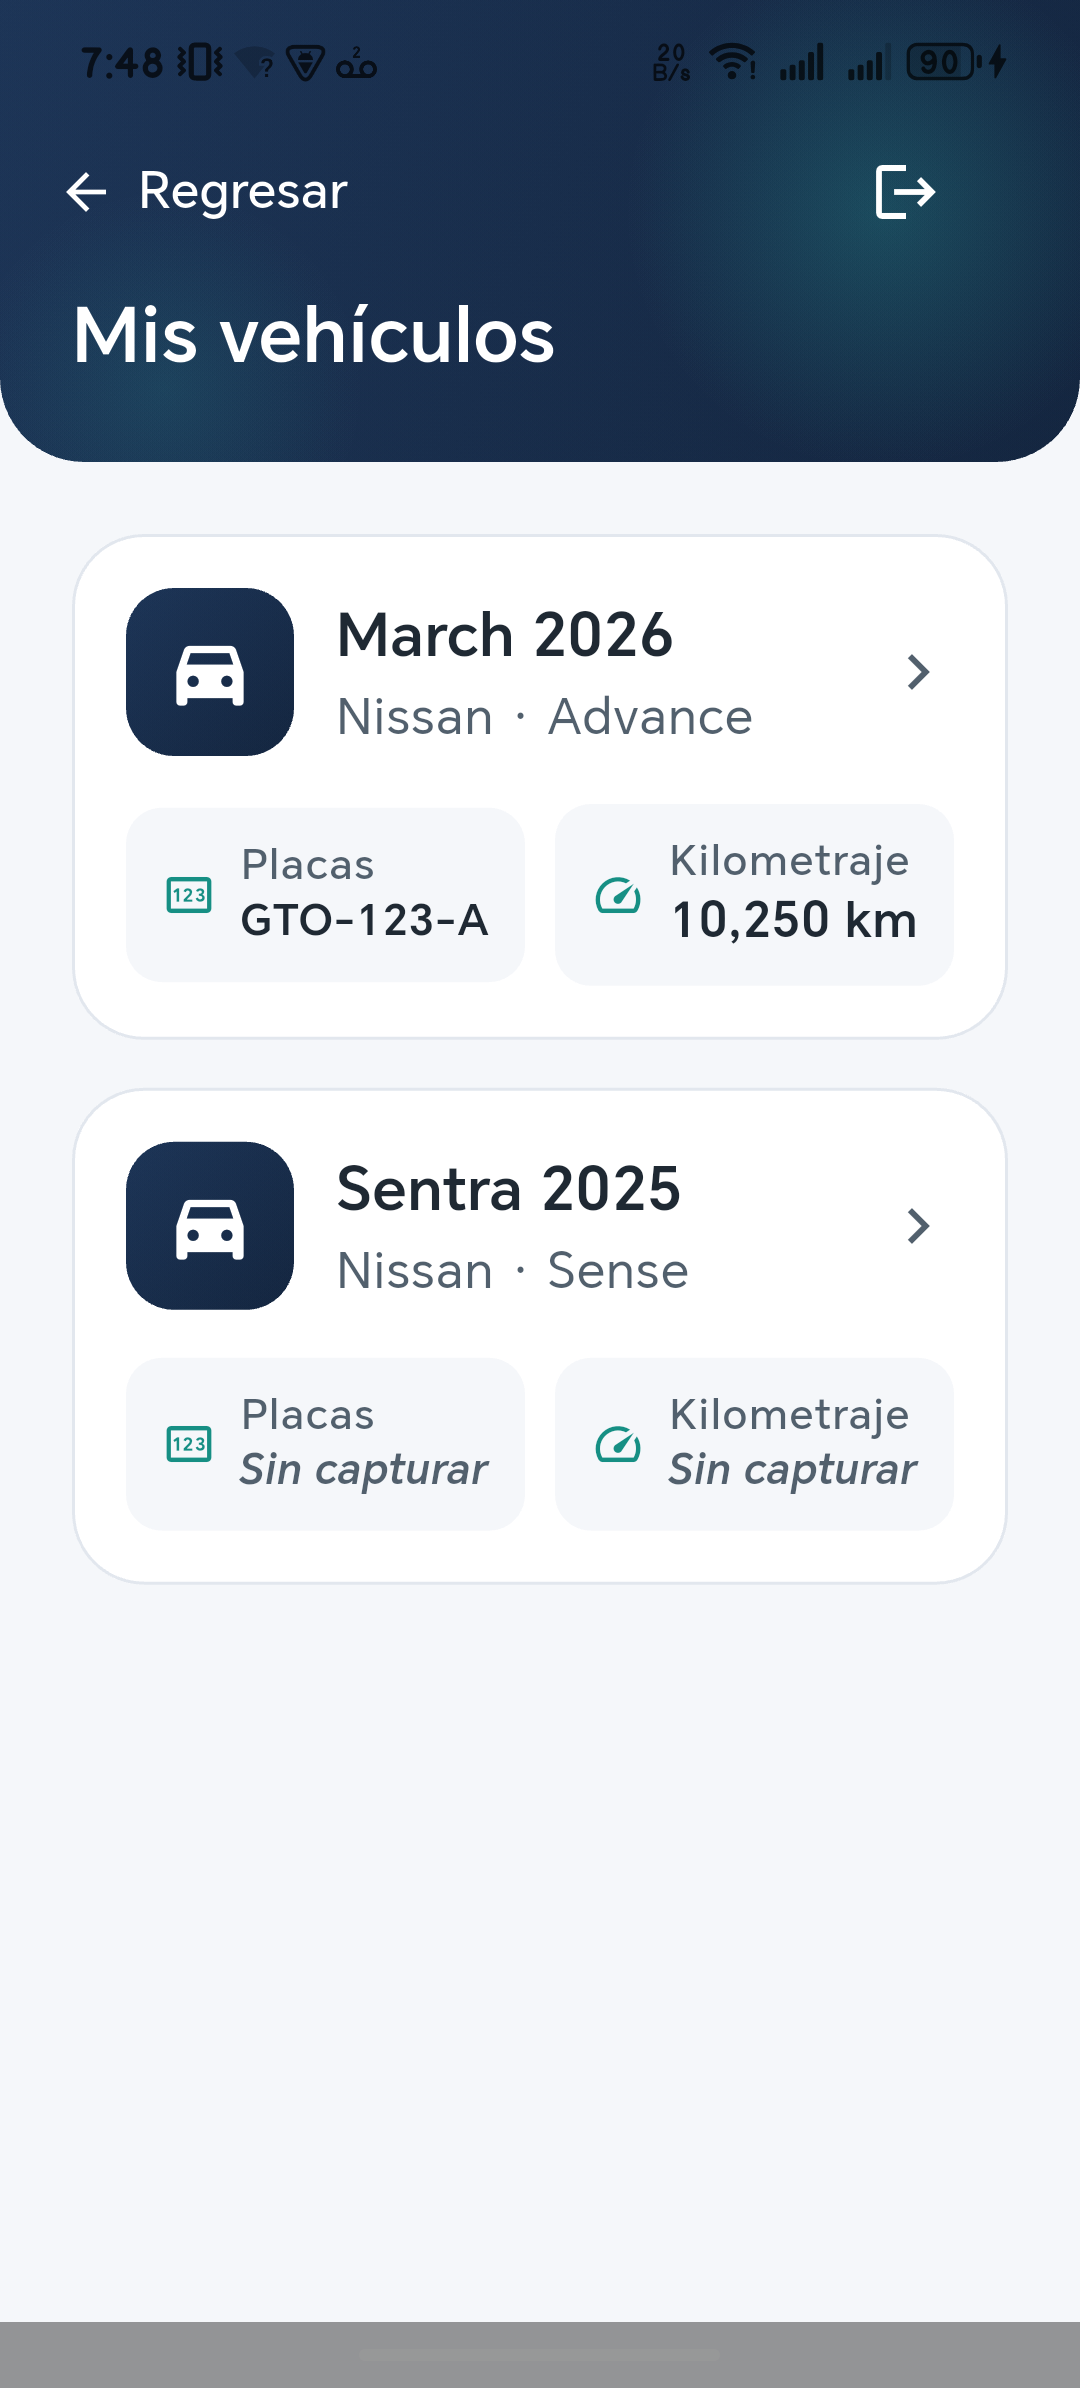 7:48
2
20
B/s
90
Regresar
Mis vehículos
March 2026
Nissan · Advance
Placas
GTO-123-A
Kilometraje
10,250 km
Sentra 2025
Nissan · Sense
Placas
Sin capturar
Kilometraje
Sin capturar